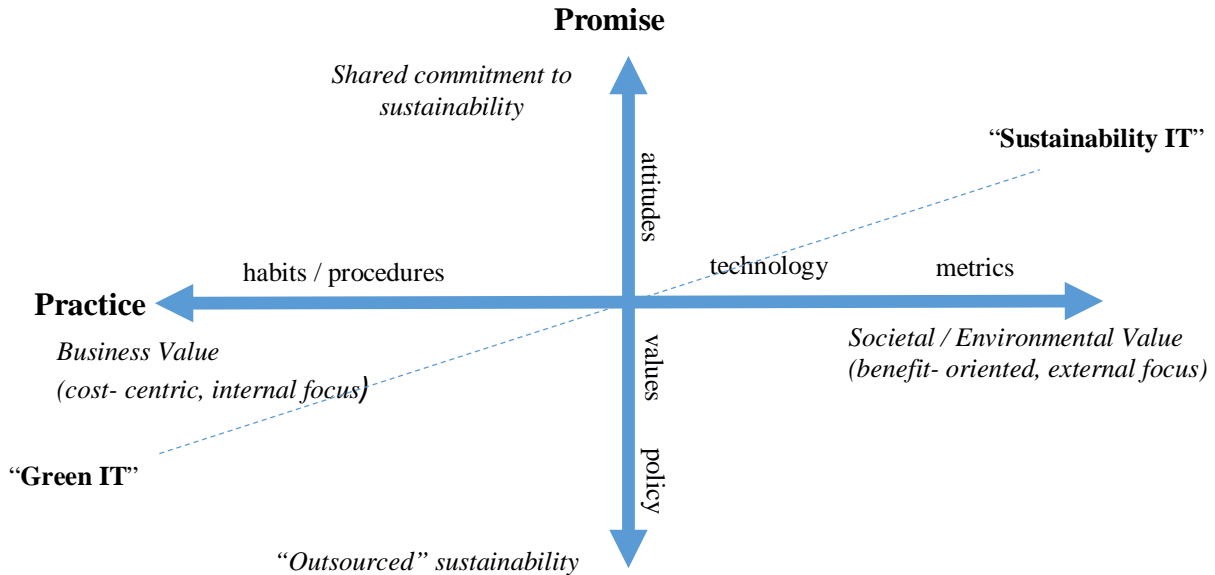 Promise
Shared commitment to
sustainability
“Sustainability IT”
attitudes
habits / procedures
technology
metrics
Practice
Business Value
(cost- centric, internal focus)
Societal / Environmental Value
(benefit- oriented, external focus)
values
“Green IT”
policy
“Outsourced” sustainability